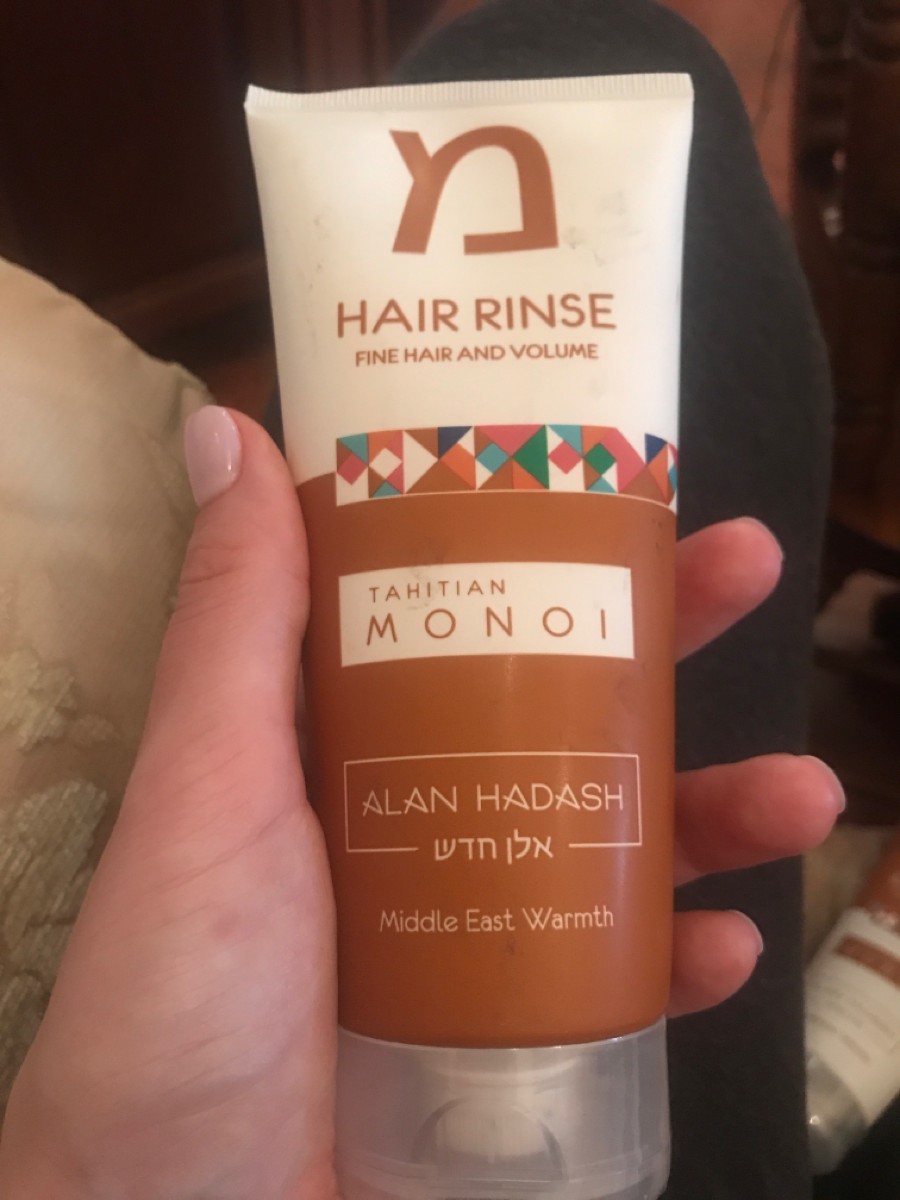 מ
HAIR RINSE
FINE HAIR AND VOLUME
TAHITIAN
MONOI
ALAN HADASH
אלן חדש
Middle East Warmth